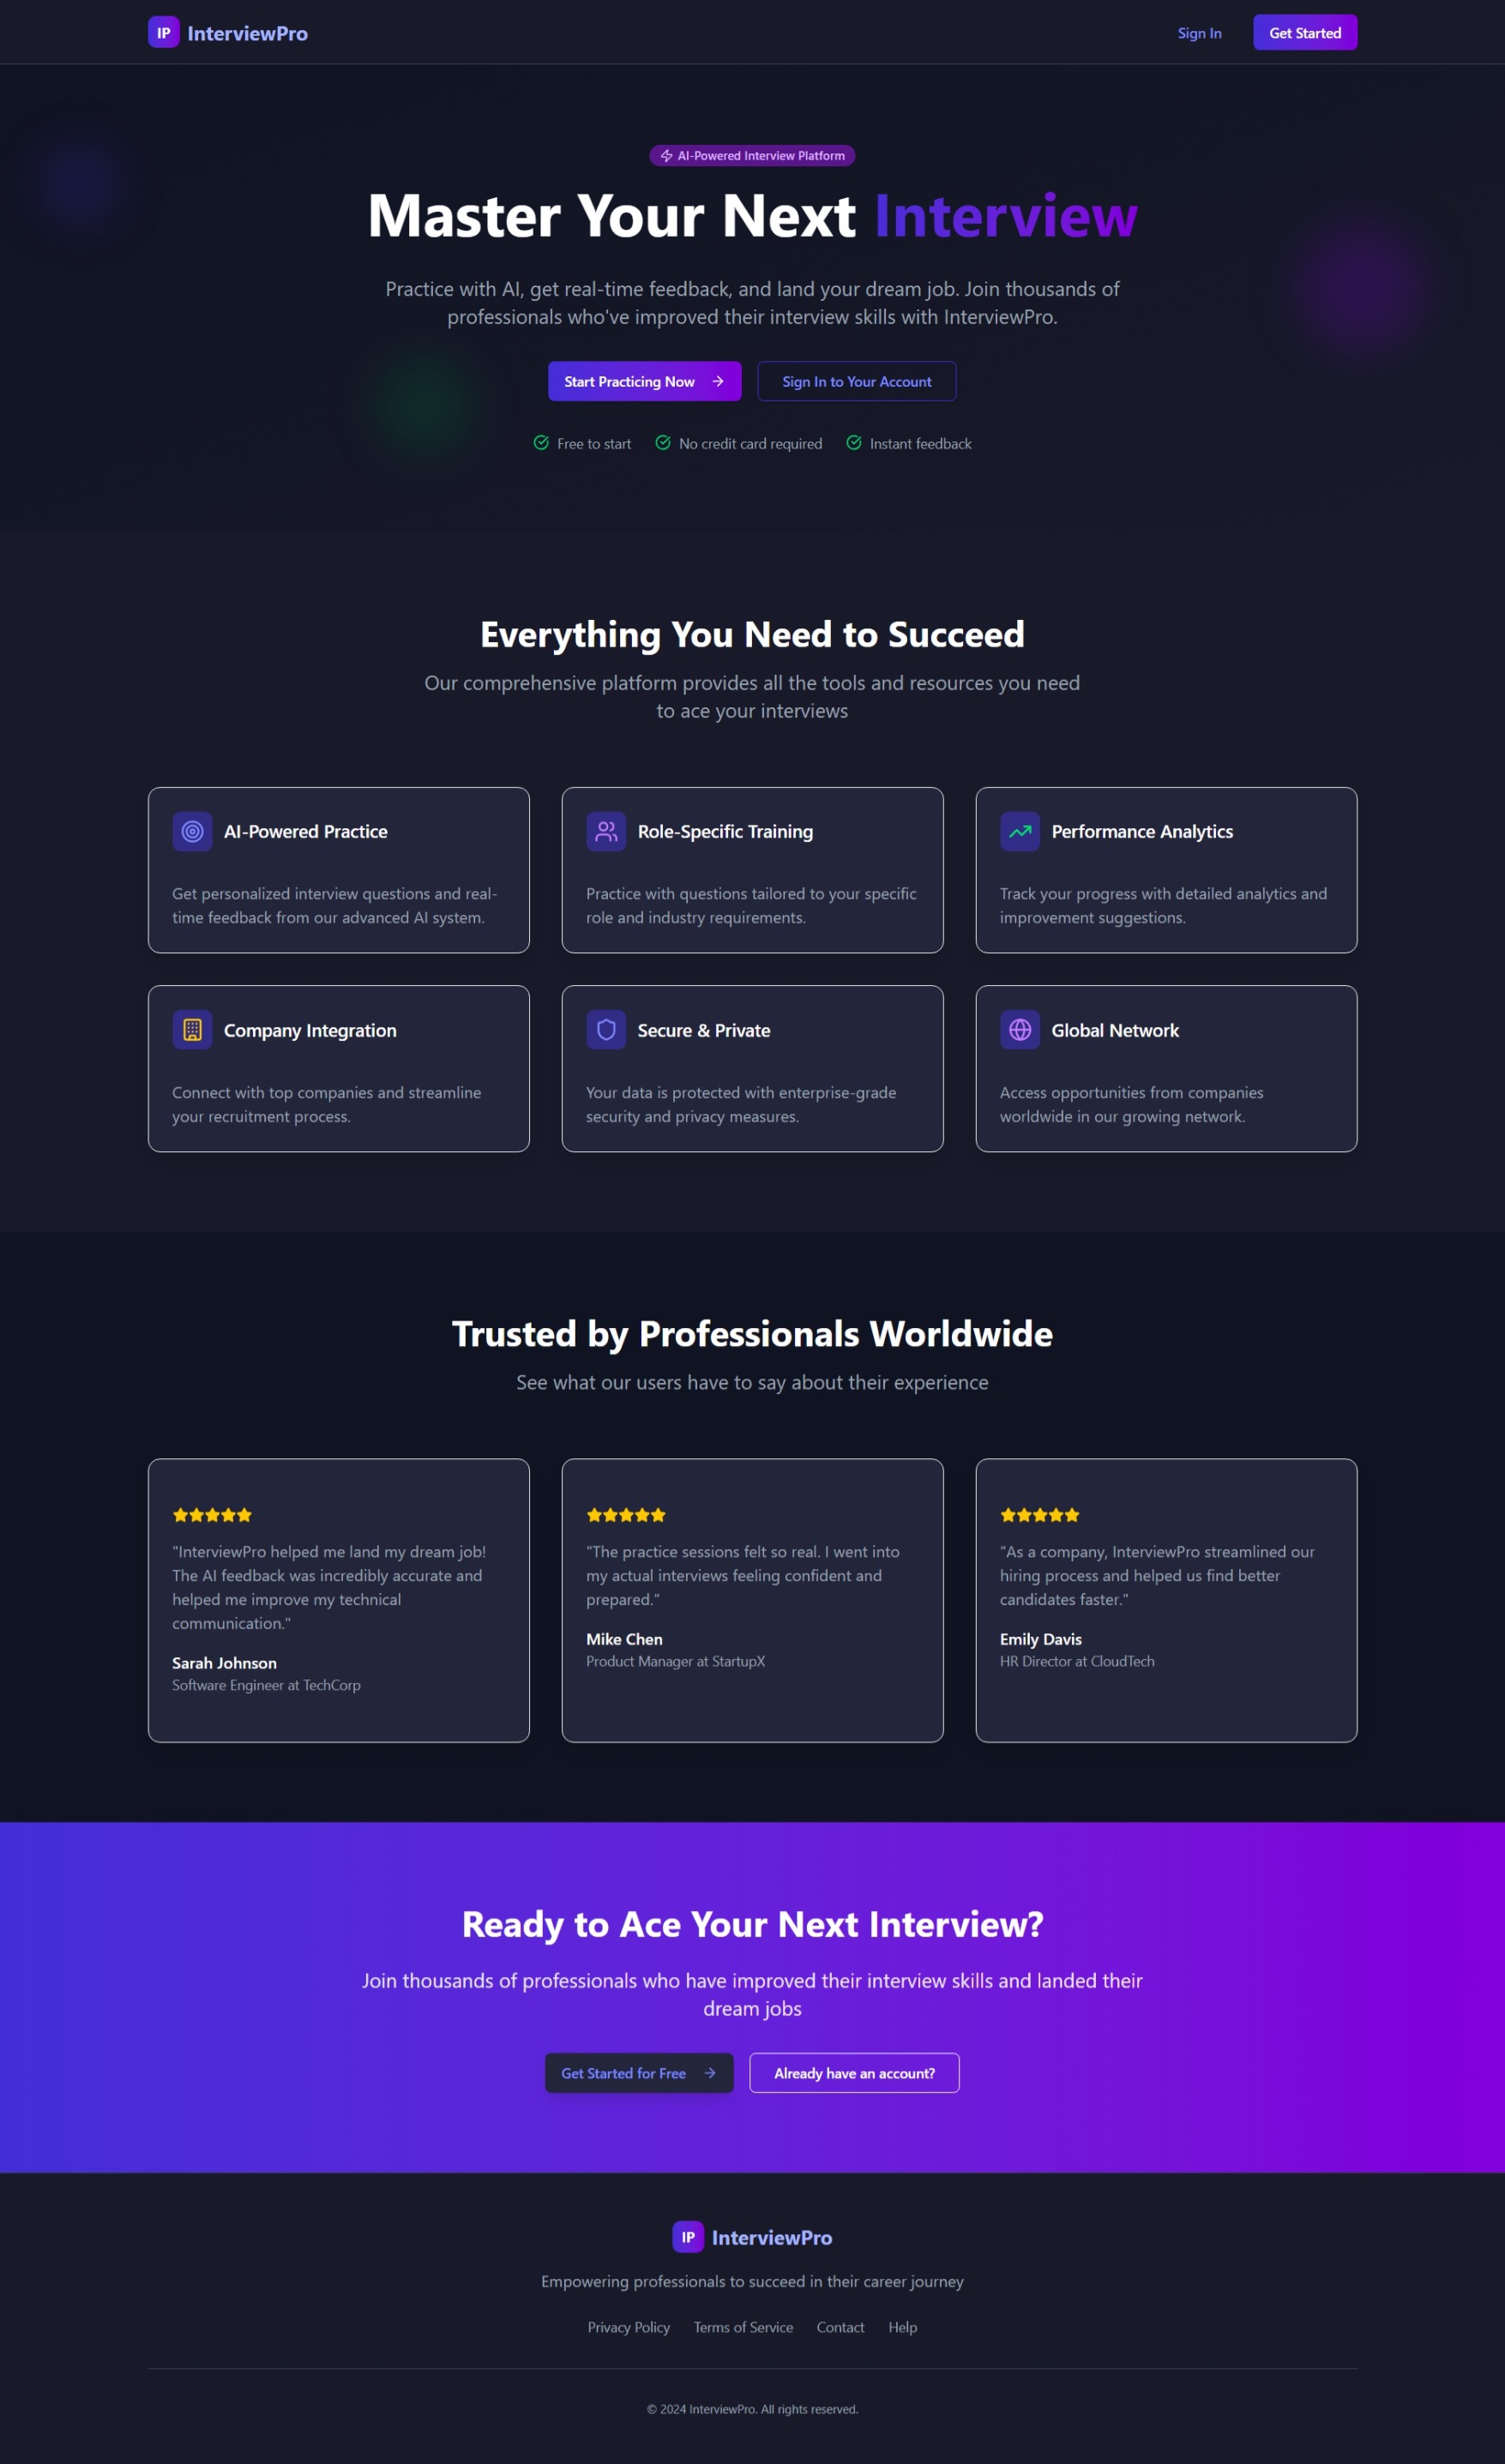 IP InterviewPro
Sign In
Get Started
AI-Powered Interview Platform
Master Your Next Interview
Practice with AI, get real-time feedback, and land your dream job. Join thousands of
professionals who've improved their interview skills with InterviewPro.
Start Practicing Now
Sign In to Your Account
Free to start
No credit card required
Instant feedback
Everything You Need to Succeed
Our comprehensive platform provides all the tools and resources you need
to ace your interviews
AI-Powered Practice
Get personalized interview questions and real-
time feedback from our advanced AI system.
Role-Specific Training
Practice with questions tailored to your specific
role and industry requirements.
Performance Analytics
Track your progress with detailed analytics and
improvement suggestions.
Company Integration
Connect with top companies and streamline
your recruitment process.
Secure & Private
Your data is protected with enterprise-grade
security and privacy measures.
Global Network
Access opportunities from companies
worldwide in our growing network.
Trusted by Professionals Worldwide
See what our users have to say about their experience
"InterviewPro helped me land my dream job!
The AI feedback was incredibly accurate and
helped me improve my technical
communication."
Sarah Johnson
Software Engineer at TechCorp
"The practice sessions felt so real. I went into
my actual interviews feeling confident and
prepared."
Mike Chen
Product Manager at StartupX
"As a company, InterviewPro streamlined our
hiring process and helped us find better
candidates faster."
Emily Davis
HR Director at CloudTech
Ready to Ace Your Next Interview?
Join thousands of professionals who have improved their interview skills and landed their
dream jobs
Get Started for Free
Already have an account?
IP InterviewPro
Empowering professionals to succeed in their career journey
Privacy Policy
Terms of Service
Contact
Help
© 2024 InterviewPro. All rights reserved.